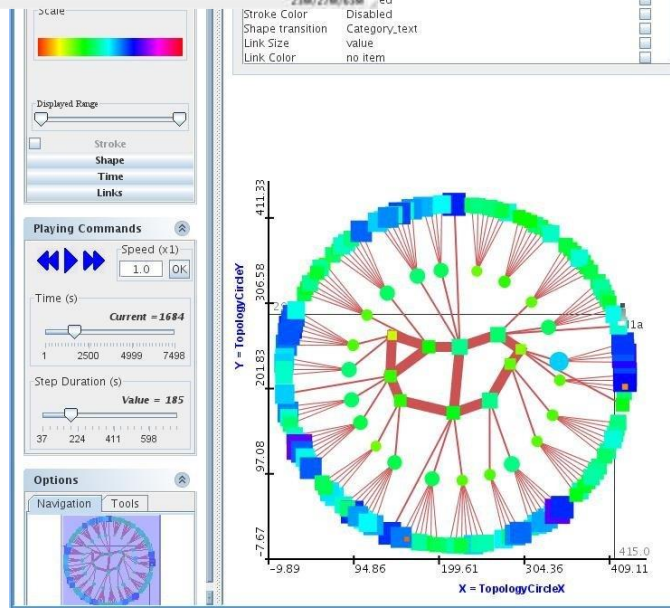 Stroke Color Disabled
Shape transition Category_text
Link Size value
Link Color no item
Scale
Displayed Range
Stroke
Shape
Time
Links
Playing Commands
Speed (x1)
1.0 OK
Time (s)
Current = 1684
1 2500 4999 7498
Step Duration (s)
Value = 185
37 224 411 598
Options
Navigation Tools
Y = TopologyCircleY
411.33
306.58
201.83
97.08
-7.67
-9.89 94.86 199.61 304.36 409.11
415.0
X = TopologyCircleX